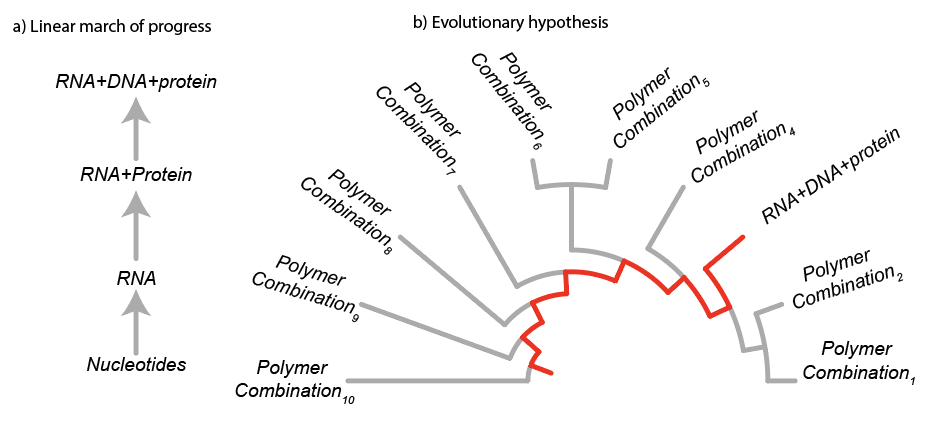 a) Linear march of progress
RNA+DNA+protein
RNA+Protein
RNA
Nucleotides
b) Evolutionary hypothesis
Polymer
Combination10
Polymer
Combination9
Polymer
Combination8
Polymer
Combination7
Polymer
Combination6
Polymer
Combination5
Polymer
Combination4
RNA+DNA+protein
Polymer
Combination2
Polymer
Combination1